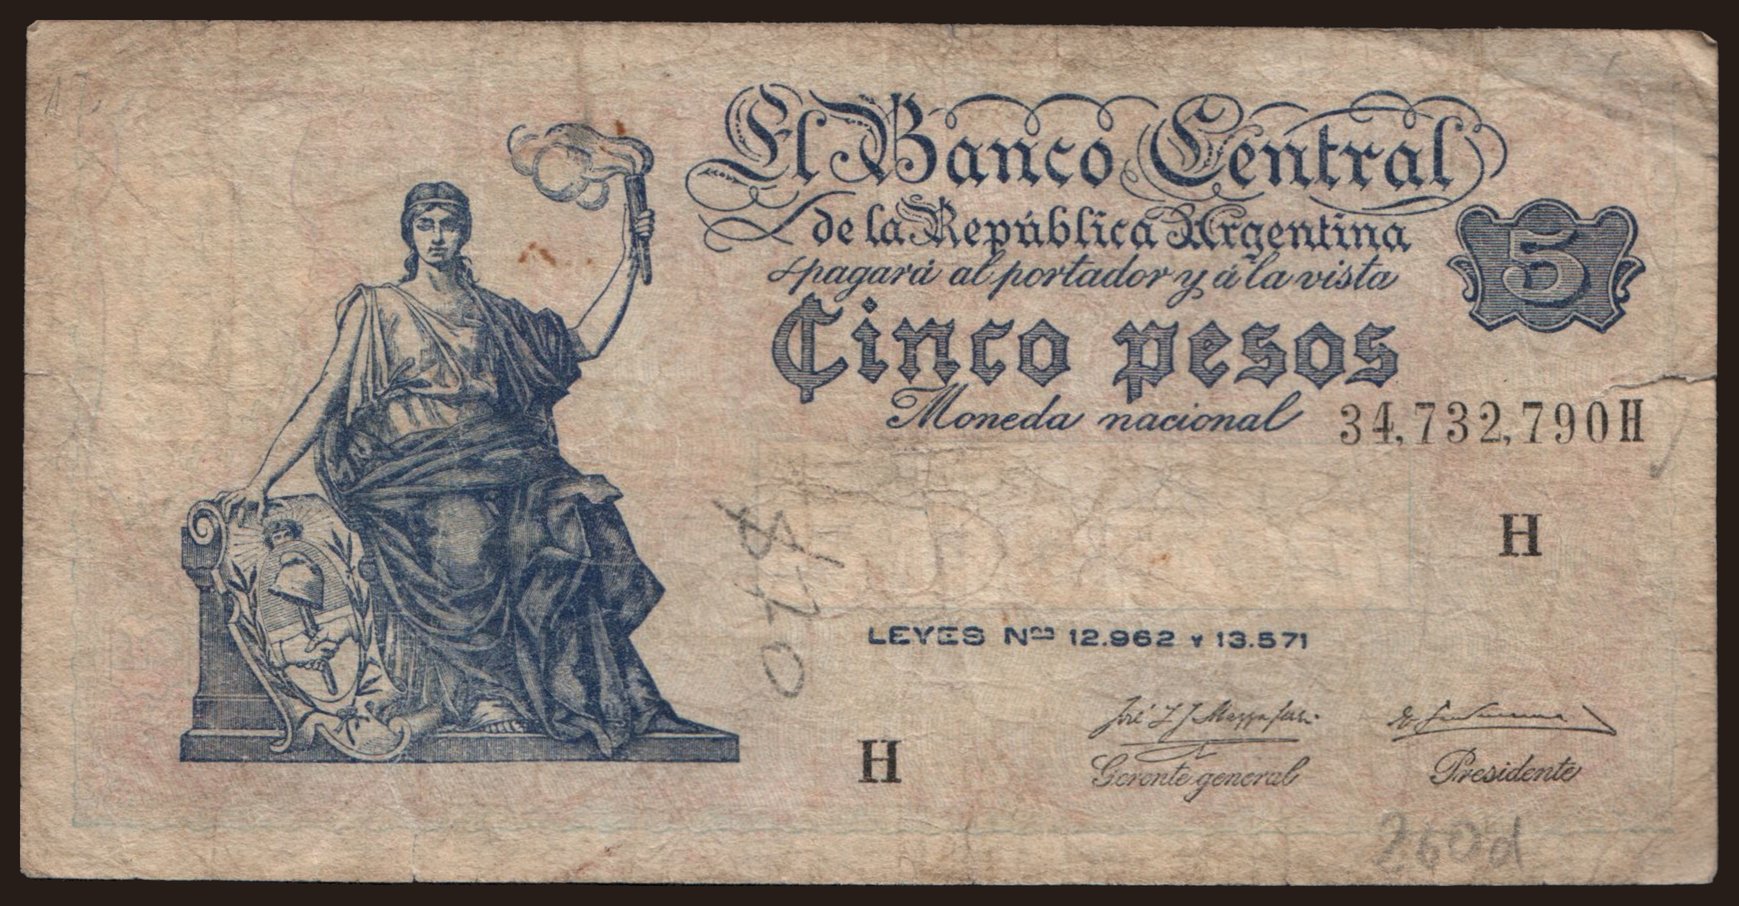 El Banco Central
de la República Argentina
pagará al portador y á la vista
5
Cinco pesos
Moneda nacional
34,732,790H
H
LEYES Nos 12.962 Y 13.571
H
Gerente general
Presidente
260d